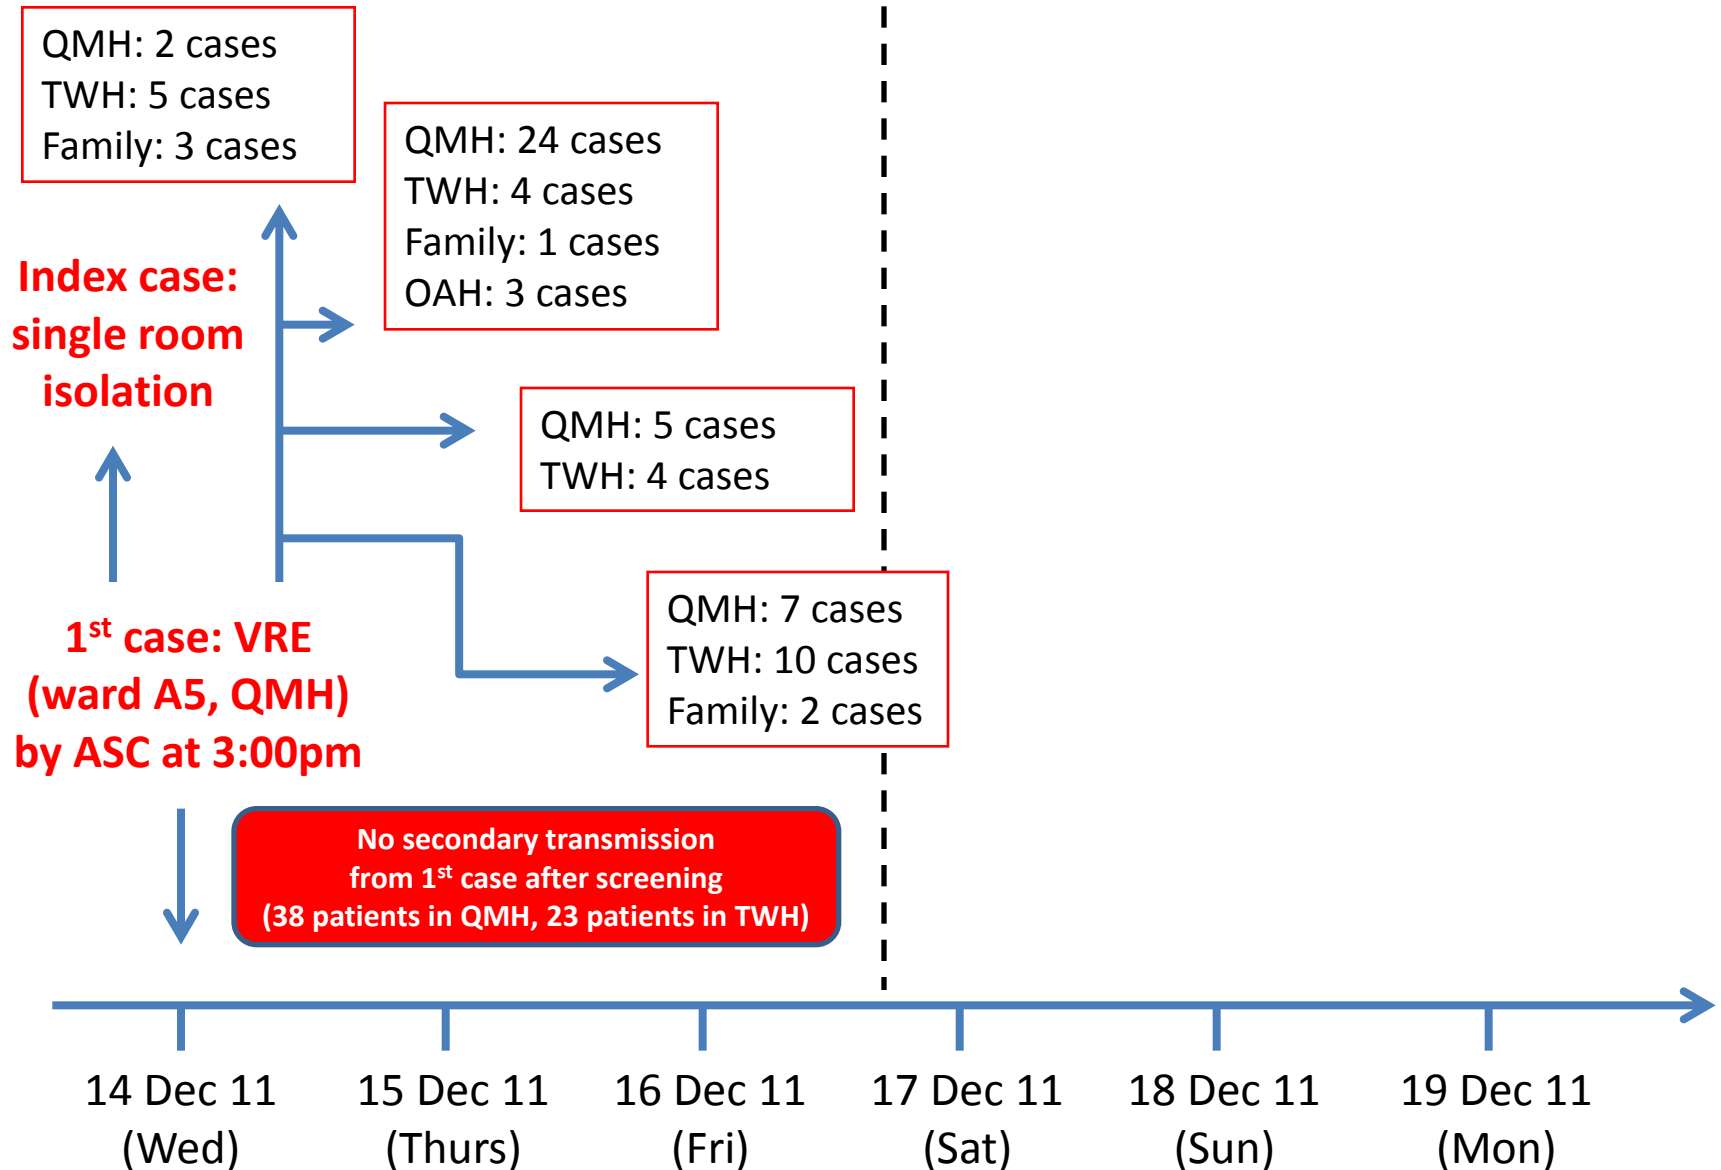 QMH: 2 cases
TWH: 5 cases
Family: 3 cases
QMH: 24 cases
TWH: 4 cases
Family: 1 cases
OAH: 3 cases
Index case:
single room
isolation
QMH: 5 cases
TWH: 4 cases
QMH: 7 cases
TWH: 10 cases
Family: 2 cases
1st case: VRE
(ward A5, QMH)
by ASC at 3:00pm
No secondary transmission
from 1st case after screening
(38 patients in QMH, 23 patients in TWH)
14 Dec 11
(Wed)
15 Dec 11
(Thurs)
16 Dec 11
(Fri)
17 Dec 11
(Sat)
18 Dec 11
(Sun)
19 Dec 11
(Mon)